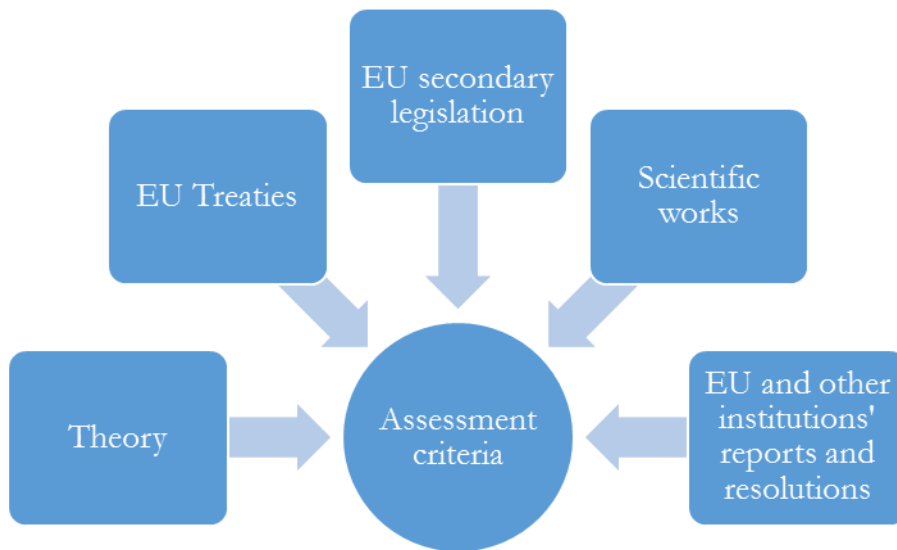 EU secondary
legislation
EU Treaties
Scientific
works
Theory
Assessment
criteria
EU and other
institutions'
reports and
resolutions